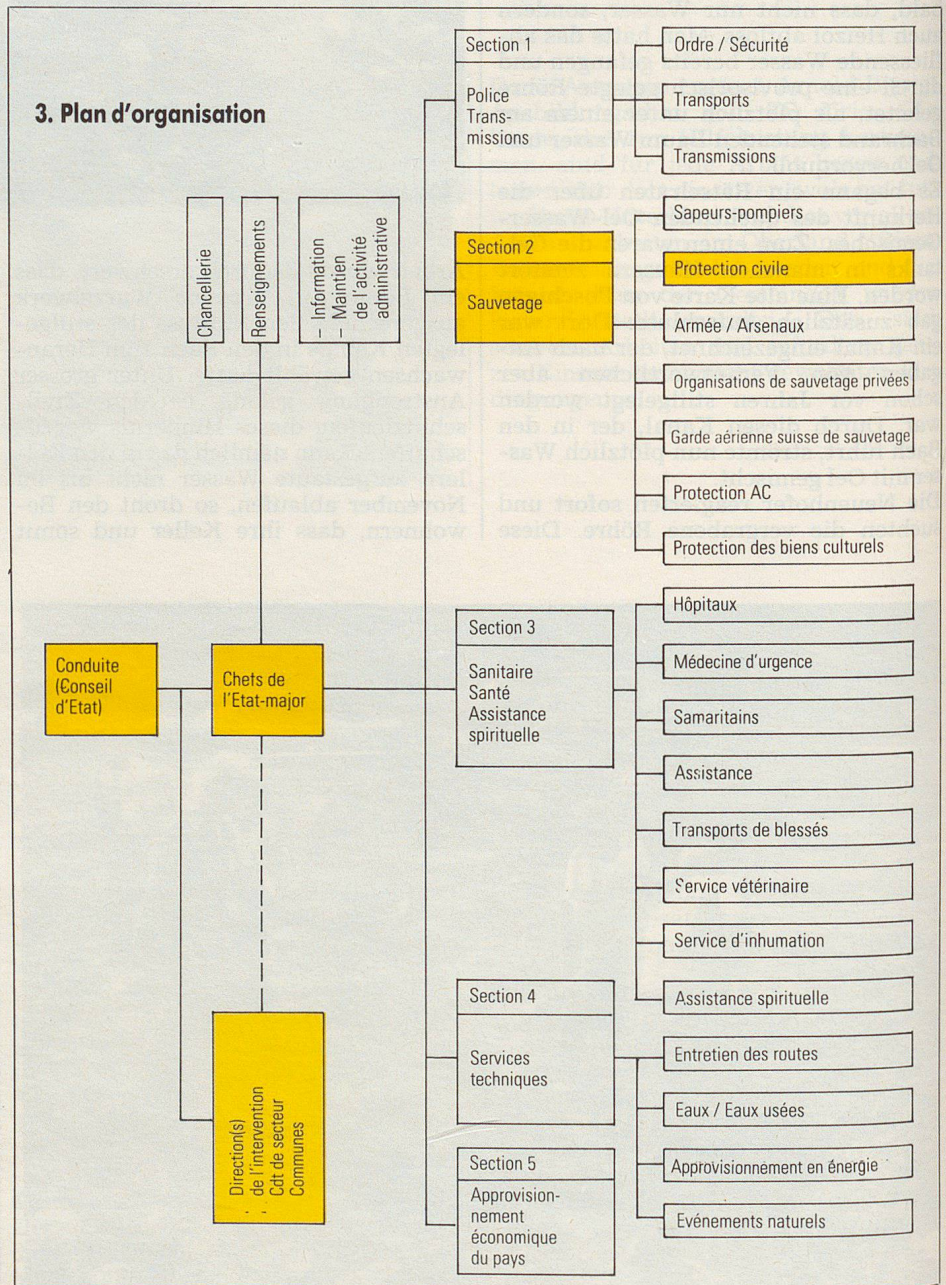 3. Plan d'organisation
Chancellerie
Renseignements
– Information
– Maintien
de l'activité
administrative
Conduite
(Conseil
d'Etat)
Chefs de
l'Etat-major
Direction(s)
de l'intervention
Cdt de secteur
Communes
Section 1
Police
Trans-
missions
Ordre / Sécurité
Transports
Transmissions
Section 2
Sauvetage
Sapeurs-pompiers
Protection civile
Armée / Arsenaux
Organisations de sauvetage privées
Garde aérienne suisse de sauvetage
Protection AC
Protection des biens culturels
Section 3
Sanitaire
Santé
Assistance
spirituelle
Hôpitaux
Médecine d'urgence
Samaritains
Assistance
Transports de blessés
Service vétérinaire
Service d'inhumation
Assistance spirituelle
Section 4
Services
techniques
Entretien des routes
Eaux / Eaux usées
Approvisionnement en énergie
Evénements naturels
Section 5
Approvision-
nement
économique
du pays